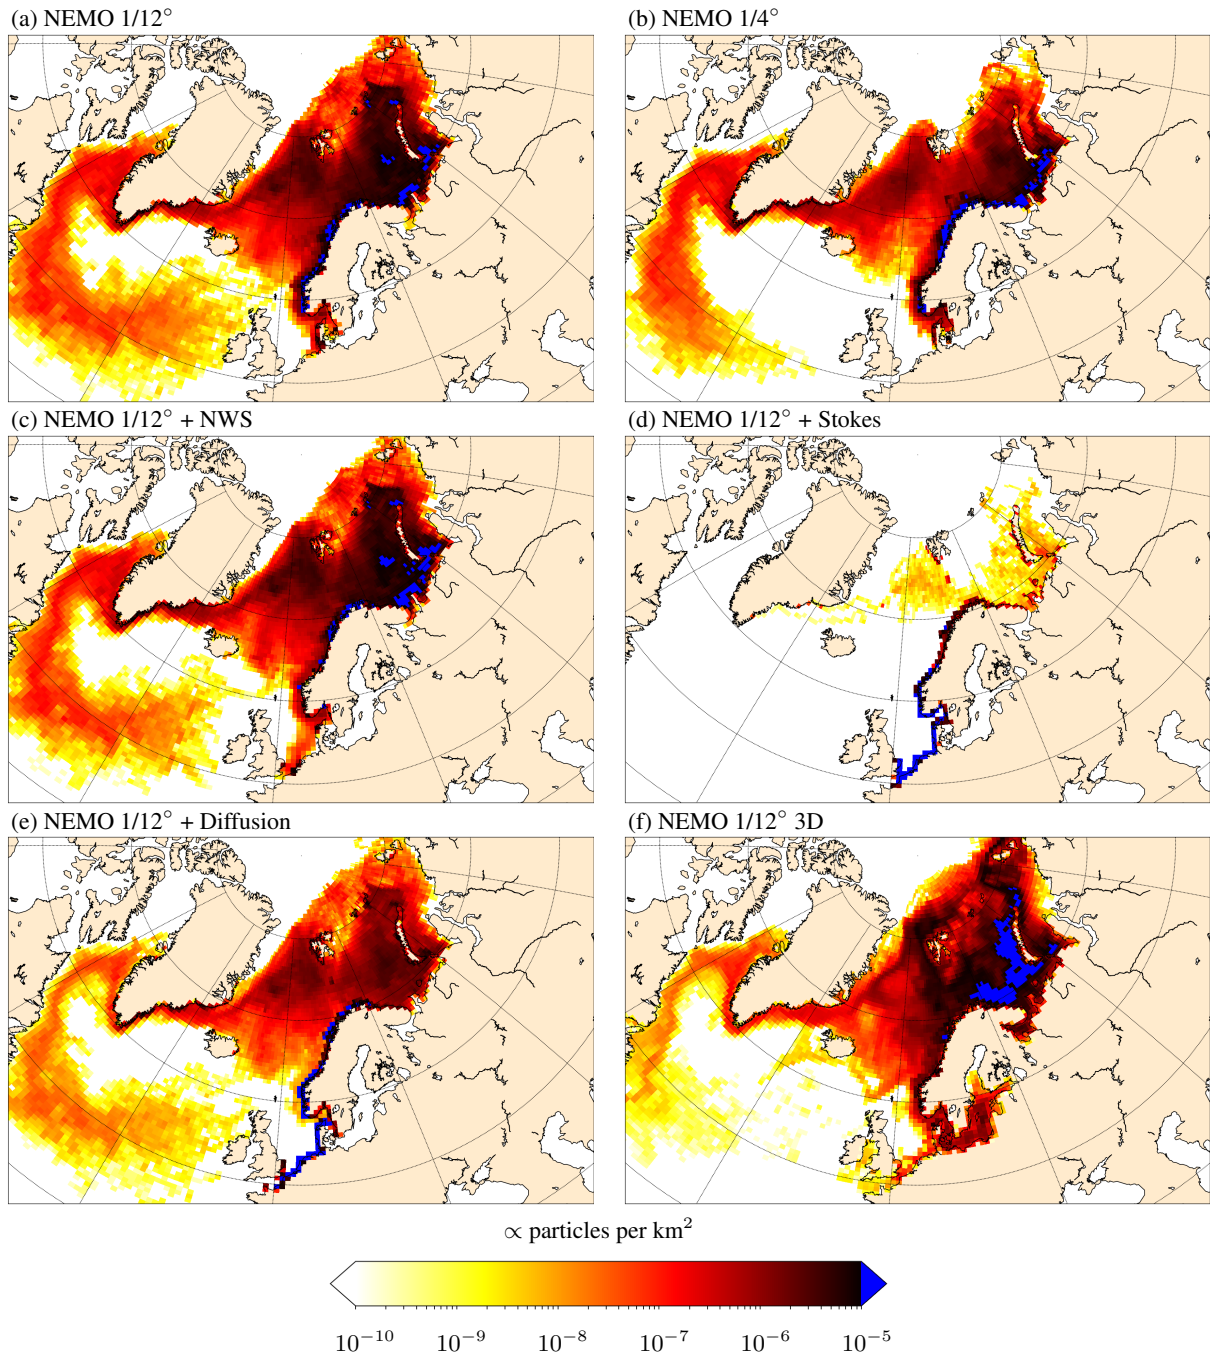 (a) NEMO 1/12°
(b) NEMO 1/4°
(c) NEMO 1/12° + NWS
(d) NEMO 1/12° + Stokes
(e) NEMO 1/12° + Diffusion
(f) NEMO 1/12° 3D
∝ particles per km²
10⁻¹⁰ 10⁻⁹ 10⁻⁸ 10⁻⁷ 10⁻⁶ 10⁻⁵